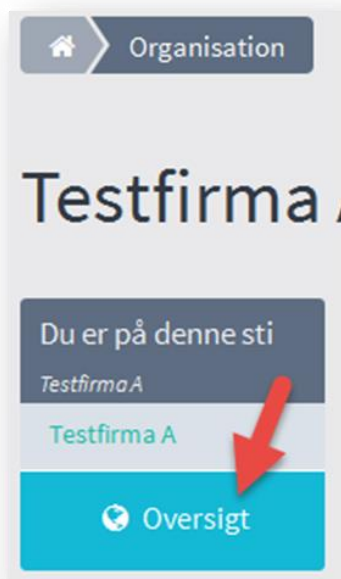 Organisation
Testfirma
Du er på denne sti
Testfirma A
Testfirma A
Oversigt